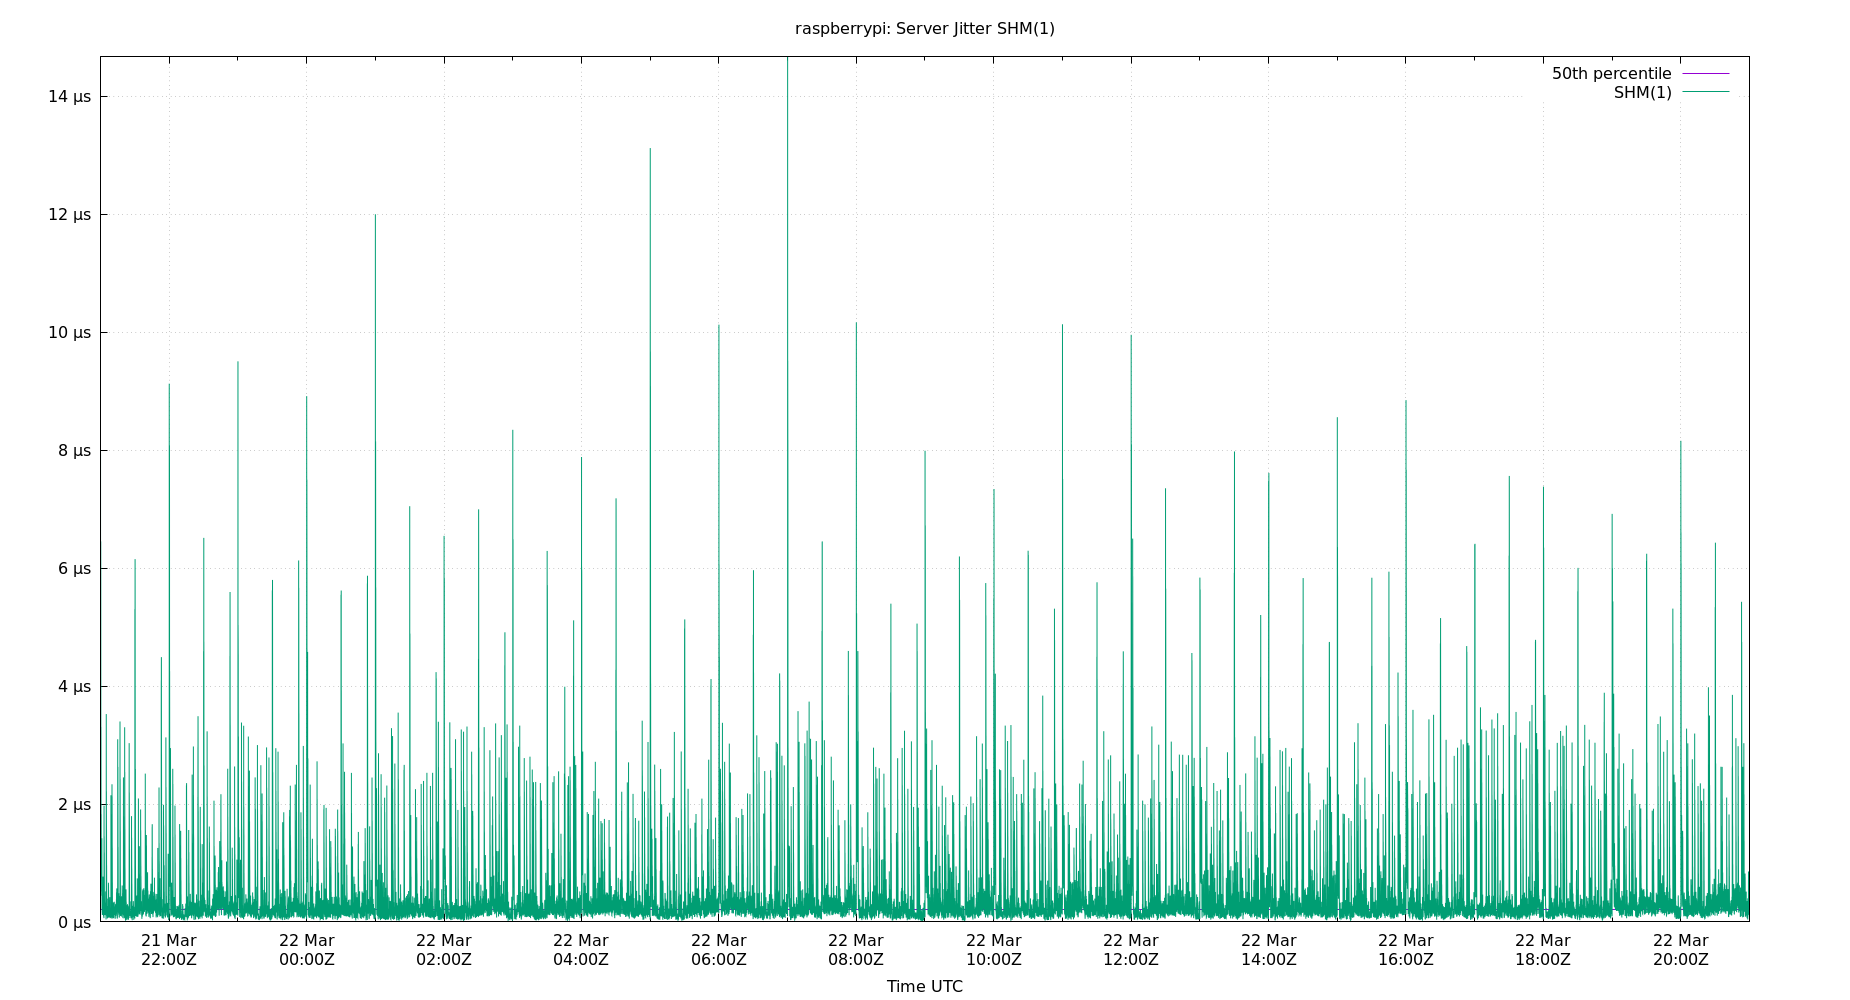 raspberrypi: Server Jitter SHM(1)
50th percentile
SHM(1)
14 µs
12 µs
10 µs
8 µs
6 µs
4 µs
2 µs
0 µs
21 Mar 22 Mar 22 Mar 22 Mar 22 Mar 22 Mar 22 Mar 22 Mar 22 Mar 22 Mar 22 Mar 22 Mar
22:00Z 00:00Z 02:00Z 04:00Z 06:00Z 08:00Z 10:00Z 12:00Z 14:00Z 16:00Z 18:00Z 20:00Z
Time UTC